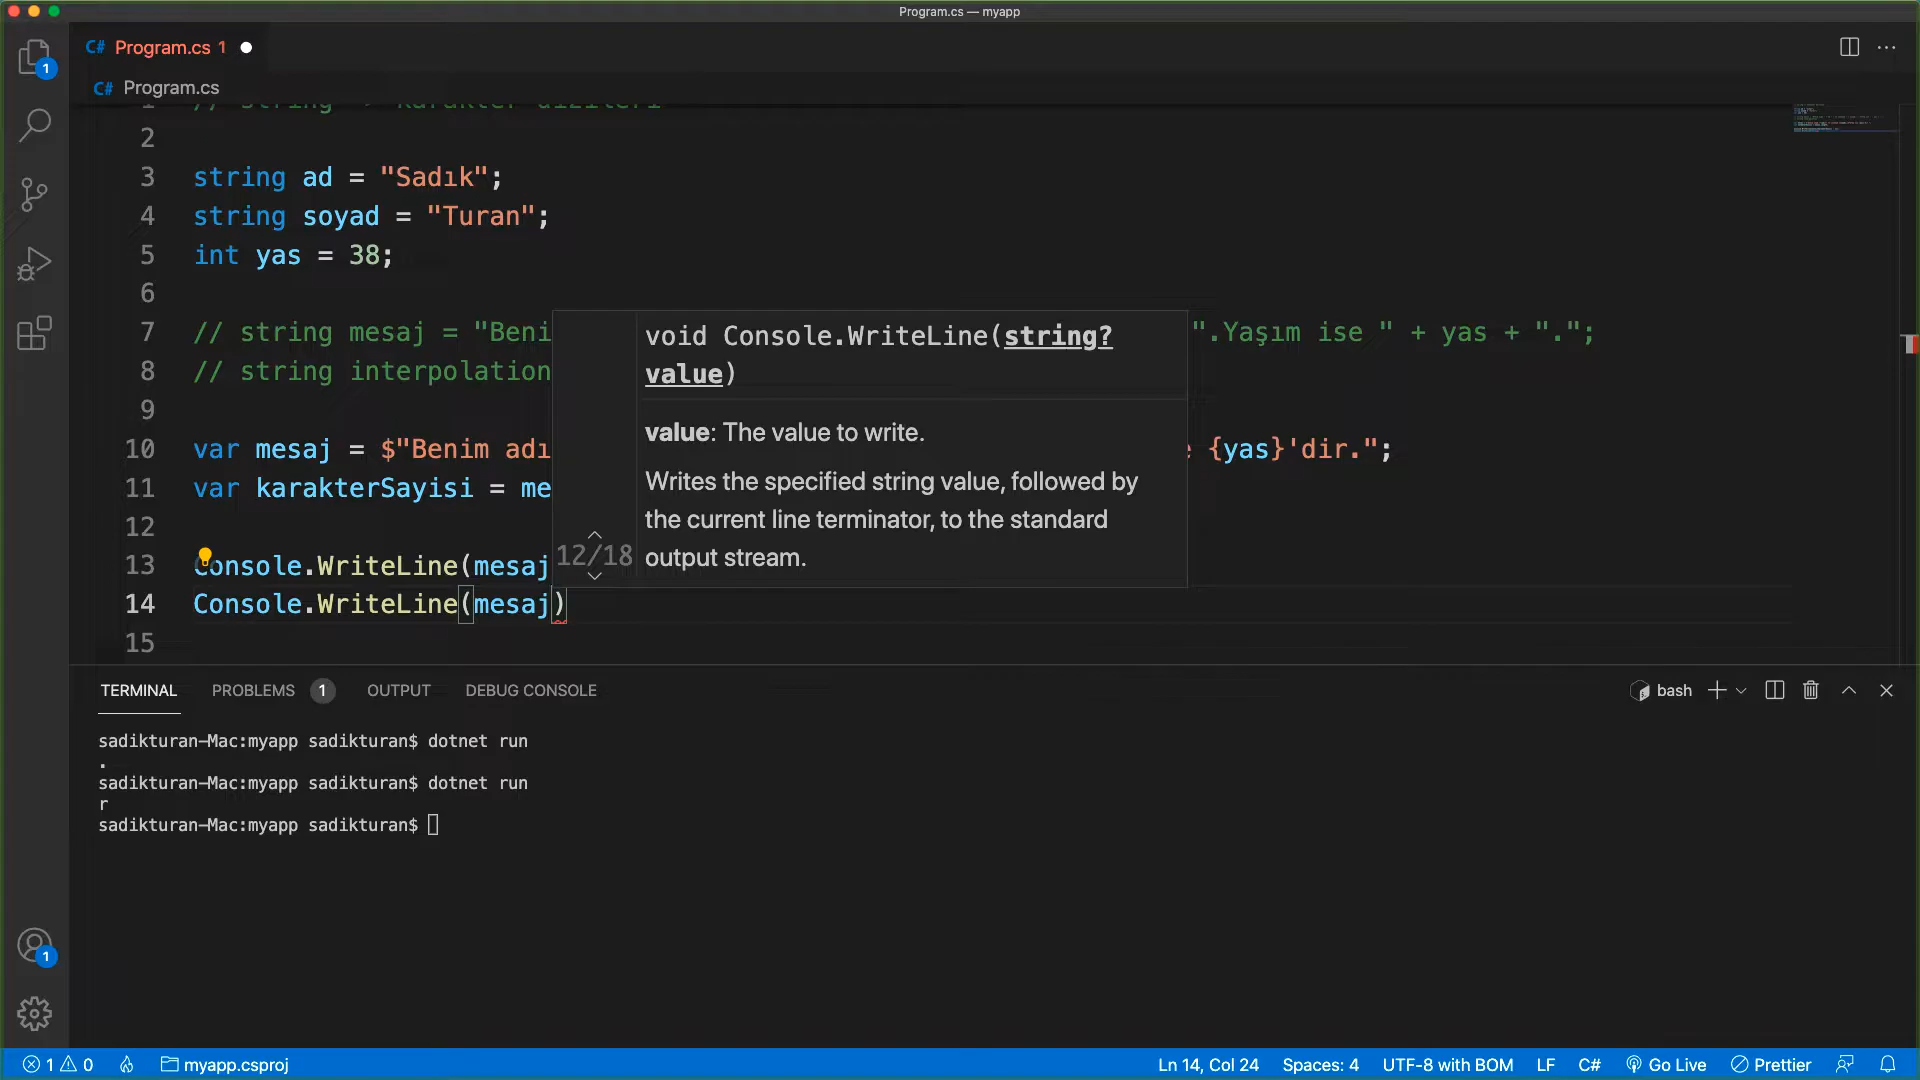 Program.cs — myapp
C# Program.cs 1
C# Program.cs
1 // string -> karakter dizileri
2
3 string ad = "Sadık";
4 string soyad = "Turan";
5 int yas = 38;
6
7 // string mesaj = "Beni ".Yaşım ise " + yas + ".";
8 // string interpolation
9
10 var mesaj = $"Benim adı {yas}'dir.";
11 var karakterSayisi = me
12
13 Console.WriteLine(mesaj
14 Console.WriteLine(mesaj)
15
void Console.WriteLine(string?
value)
value: The value to write.
Writes the specified string value, followed by
the current line terminator, to the standard
output stream.
12/18
1
TERMINAL PROBLEMS 1 OUTPUT DEBUG CONSOLE bash
sadikturan-Mac:myapp sadikturan$ dotnet run
.
sadikturan-Mac:myapp sadikturan$ dotnet run
r
sadikturan-Mac:myapp sadikturan$
1
1 0 myapp.csproj Ln 14, Col 24 Spaces: 4 UTF-8 with BOM LF C# Go Live Prettier